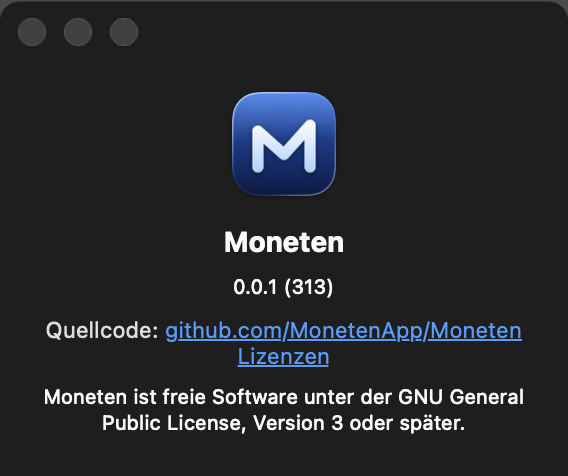 M
Moneten
0.0.1 (313)
Quellcode: github.com/MonetenApp/Moneten
Lizenzen
Moneten ist freie Software unter der GNU General
Public License, Version 3 oder später.